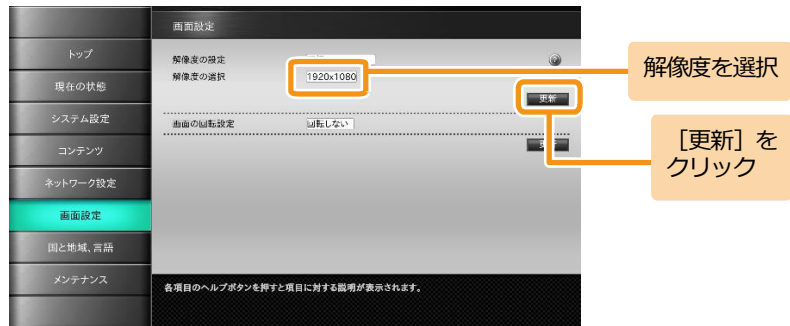 画面設定
トップ
現在の状態
システム設定
コンテンツ
ネットワーク設定
画面設定
国と地域、言語
メンテナンス
解像度の設定
解像度の選択 1920x1080
更新
画面の回転設定 回転しない
各項目のヘルプボタンを押すと項目に対する説明が表示されます。
解像度を選択
［更新］を
クリック